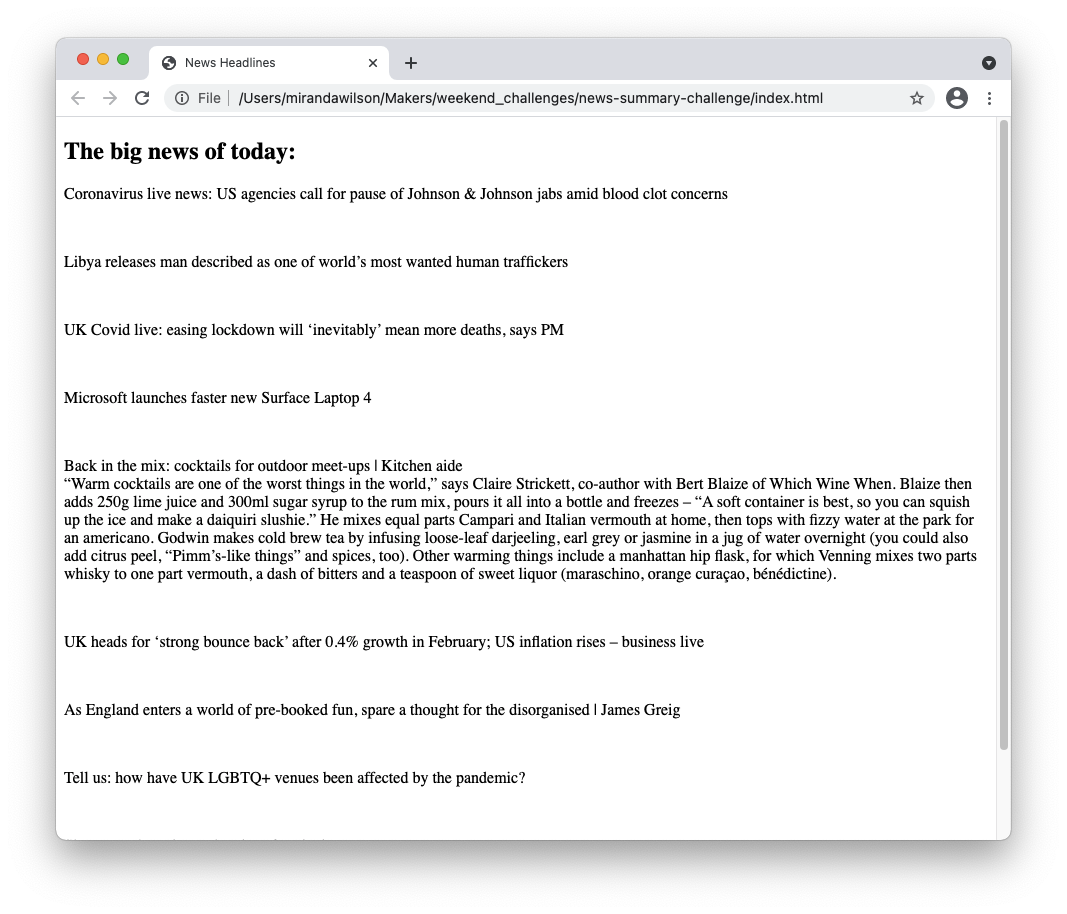 News Headlines
File
/Users/mirandawilson/Makers/weekend_challenges/news-summary-challenge/index.html
The big news of today:
Coronavirus live news: US agencies call for pause of Johnson & Johnson jabs amid blood clot concerns
Libya releases man described as one of world’s most wanted human traffickers
UK Covid live: easing lockdown will ‘inevitably’ mean more deaths, says PM
Microsoft launches faster new Surface Laptop 4
Back in the mix: cocktails for outdoor meet-ups | Kitchen aide
“Warm cocktails are one of the worst things in the world,” says Claire Strickett, co-author with Bert Blaize of Which Wine When. Blaize then
adds 250g lime juice and 300ml sugar syrup to the rum mix, pours it all into a bottle and freezes – “A soft container is best, so you can squish
up the ice and make a daiquiri slushie.” He mixes equal parts Campari and Italian vermouth at home, then tops with fizzy water at the park for
an americano. Godwin makes cold brew tea by infusing loose-leaf darjeeling, earl grey or jasmine in a jug of water overnight (you could also
add citrus peel, “Pimm’s-like things” and spices, too). Other warming things include a manhattan hip flask, for which Venning mixes two parts
whisky to one part vermouth, a dash of bitters and a teaspoon of sweet liquor (maraschino, orange curaçao, bénédictine).
UK heads for ‘strong bounce back’ after 0.4% growth in February; US inflation rises – business live
As England enters a world of pre-booked fun, spare a thought for the disorganised | James Greig
Tell us: how have UK LGBTQ+ venues been affected by the pandemic?